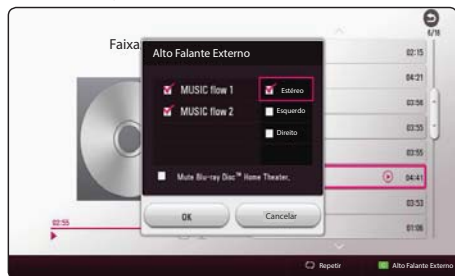 6/18
Faixa
Alto Falante Externo
02:15
04:21
MUSIC flow 1
Estéreo
03:56
MUSIC flow 2
Esquerdo
03:55
Direito
03:55
04:41
Mute Blu-ray Disc™ Home Theater.
03:53
OK
Cancelar
02:55
01:06
Repetir
Alto Falante Externo